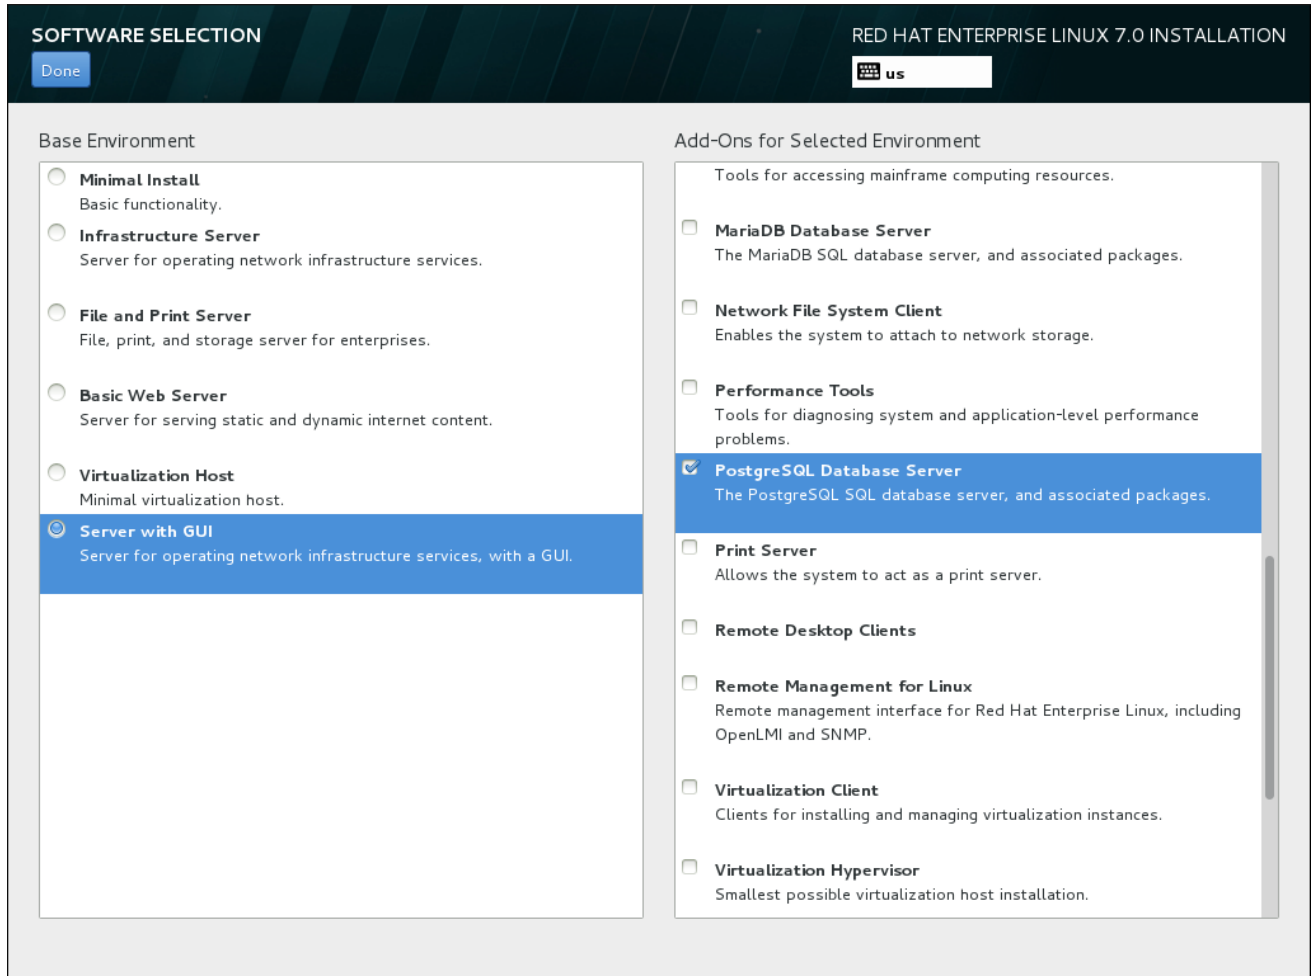 SOFTWARE SELECTION
Done
RED HAT ENTERPRISE LINUX 7.0 INSTALLATION
us
Base Environment
Minimal Install
Basic functionality.
Infrastructure Server
Server for operating network infrastructure services.
File and Print Server
File, print, and storage server for enterprises.
Basic Web Server
Server for serving static and dynamic internet content.
Virtualization Host
Minimal virtualization host.
Server with GUI
Server for operating network infrastructure services, with a GUI.
Add-Ons for Selected Environment
Tools for accessing mainframe computing resources.
MariaDB Database Server
The MariaDB SQL database server, and associated packages.
Network File System Client
Enables the system to attach to network storage.
Performance Tools
Tools for diagnosing system and application-level performance
problems.
PostgreSQL Database Server
The PostgreSQL SQL database server, and associated packages.
Print Server
Allows the system to act as a print server.
Remote Desktop Clients
Remote Management for Linux
Remote management interface for Red Hat Enterprise Linux, including
OpenLMI and SNMP.
Virtualization Client
Clients for installing and managing virtualization instances.
Virtualization Hypervisor
Smallest possible virtualization host installation.